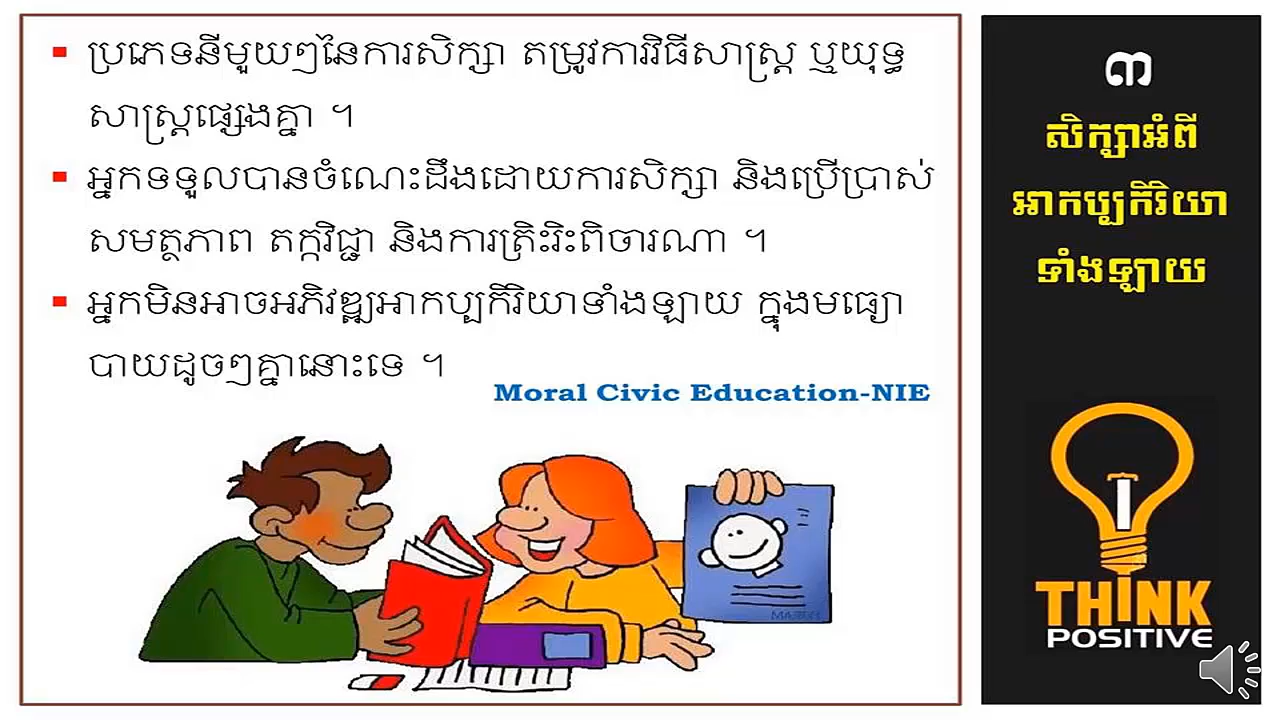 ប្រភេទនីមួយៗនៃការសិក្សា តម្រូវការវិធីសាស្ត្រ ឬយុទ្ធ
សាស្ត្រផ្សេងគ្នា ។
អ្នកទទួលបានចំណេះដឹងដោយការសិក្សា និងប្រើប្រាស់
សមត្ថភាព តក្កវិជ្ជា និងការត្រិះរិះពិចារណា ។
អ្នកមិនអាចអភិវឌ្ឍអាកប្បកិរិយាទាំងឡាយ ក្នុងមធ្យោ
បាយដូចៗគ្នានោះទេ ។
Moral Civic Education-NIE
៣
សិក្សាអំពី
អាកប្បកិរិយា
ទាំងឡាយ
THINK
POSITIVE